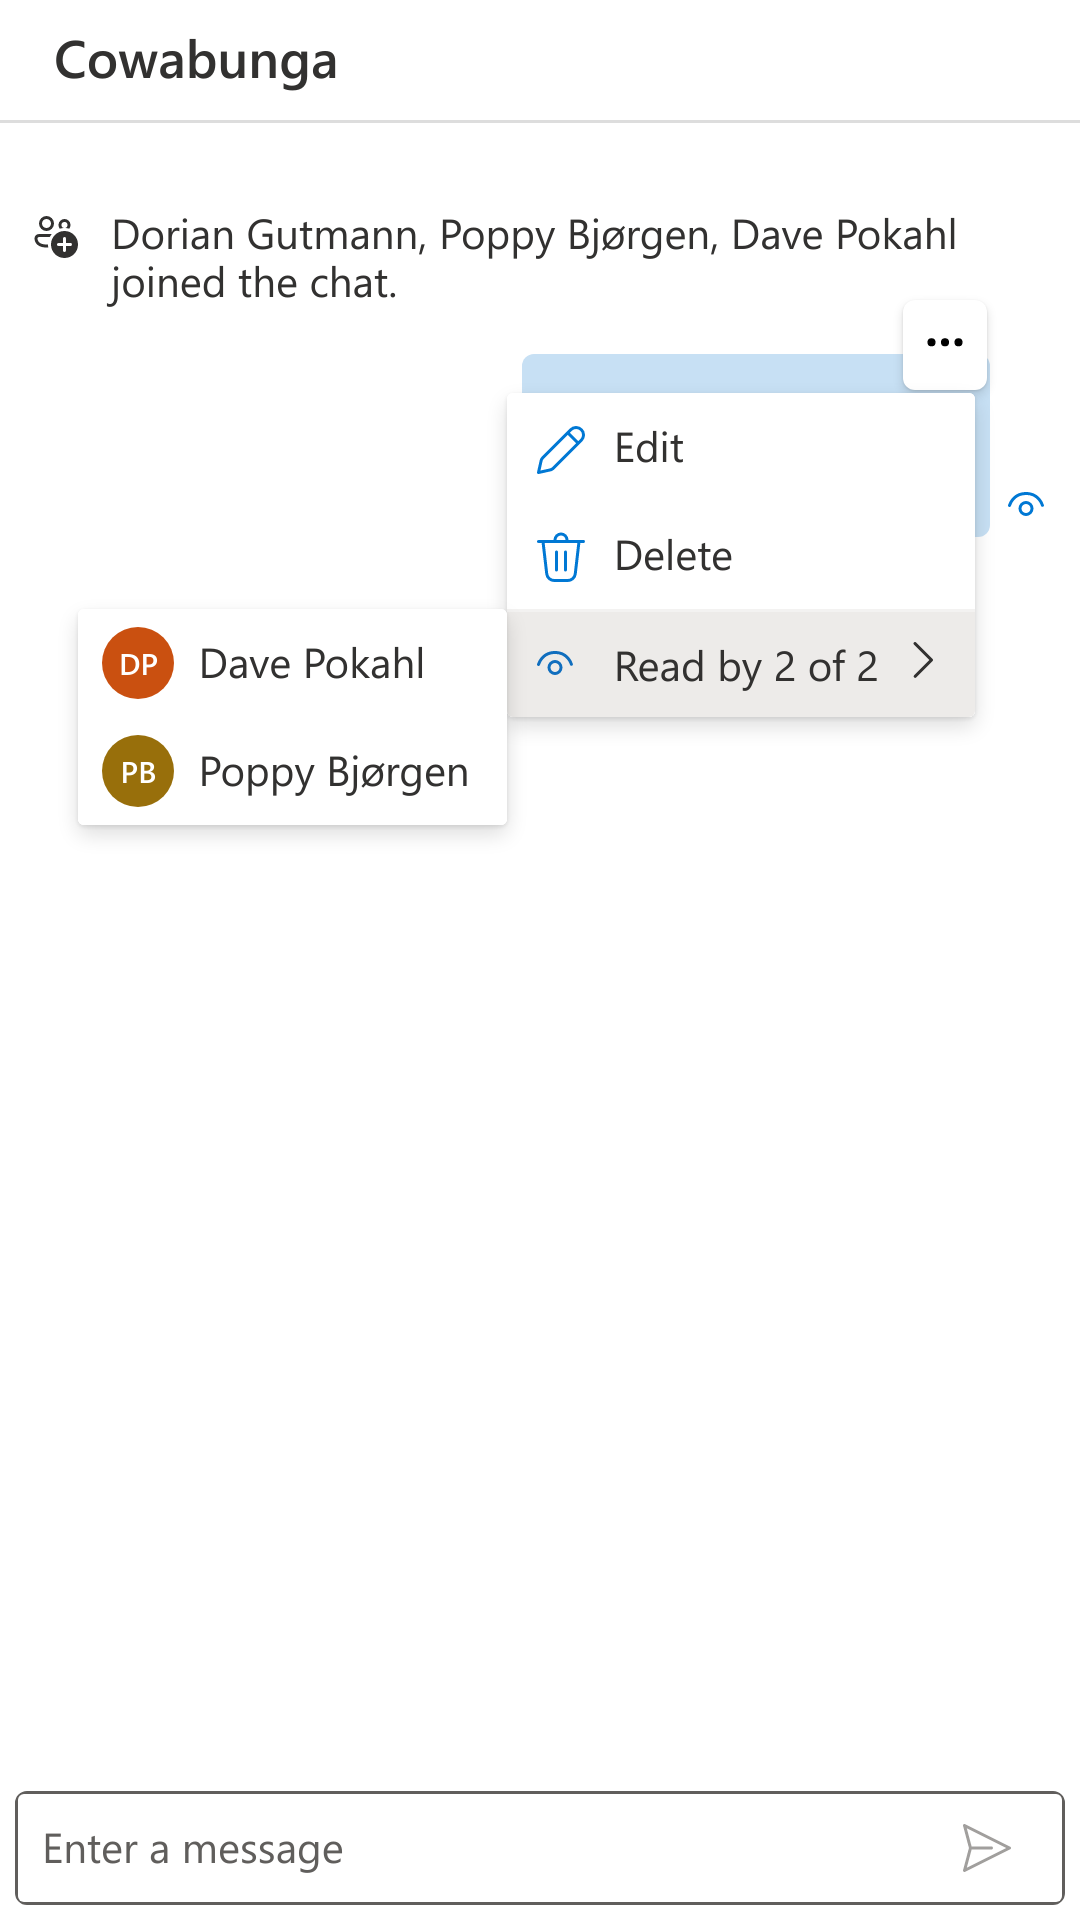 Cowabunga
Dorian Gutmann, Poppy Bjørgen, Dave Pokahl
joined the chat.
Edit
Delete
Read by 2 of 2
DP Dave Pokahl
PB Poppy Bjørgen
Enter a message